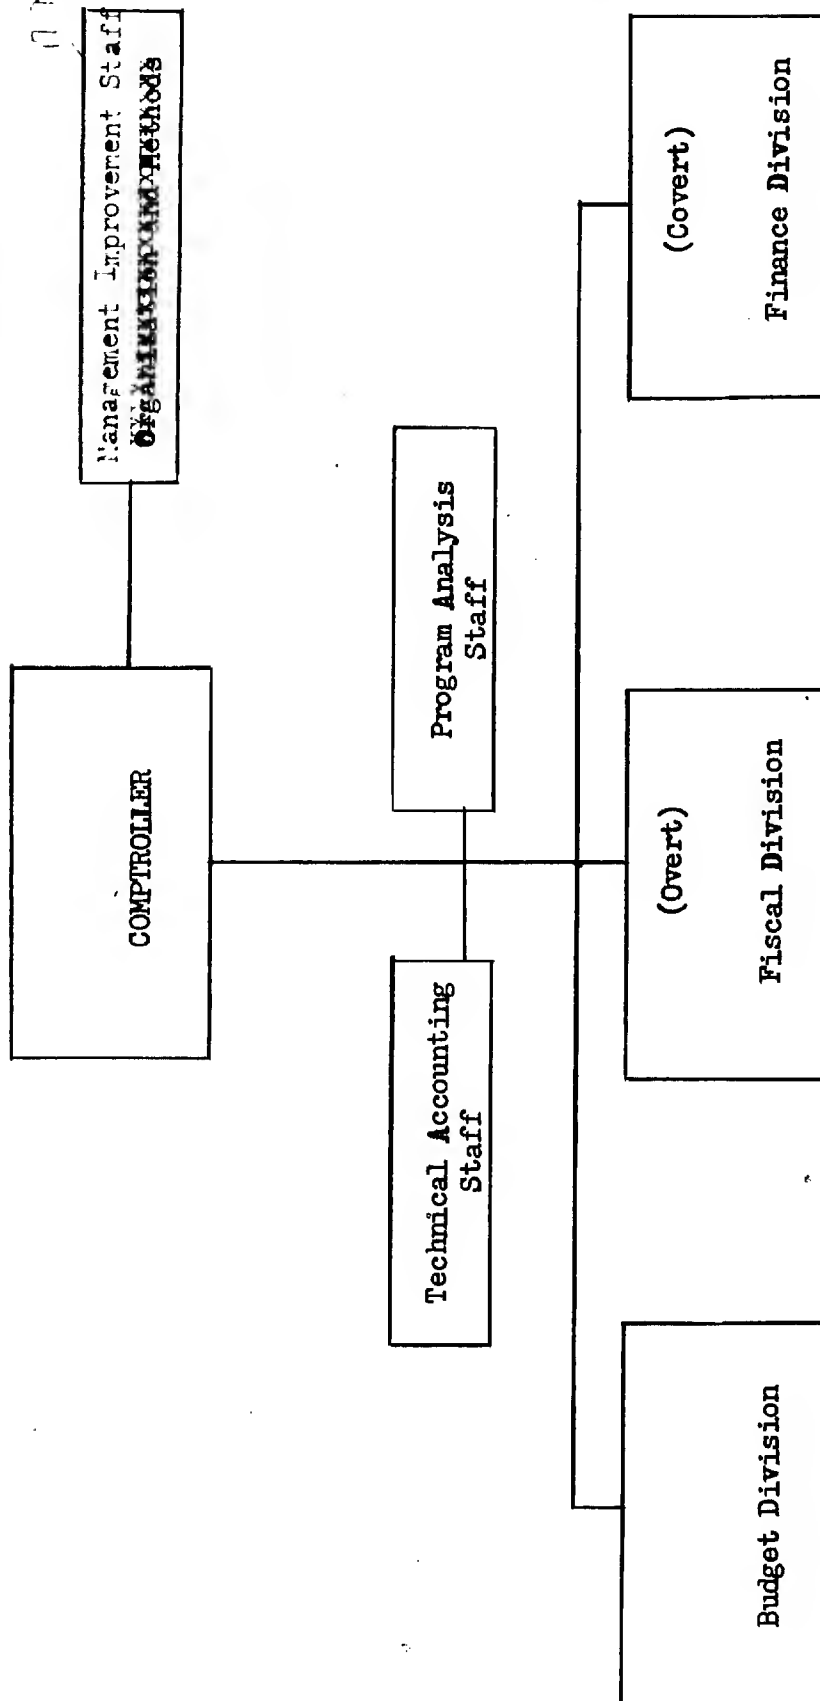 COMPTROLLER
Management Improvement Staff
Organization and Methods
Technical Accounting
Staff
Program Analysis
Staff
Budget Division
(Overt)
Fiscal Division
(Covert)
Finance Division